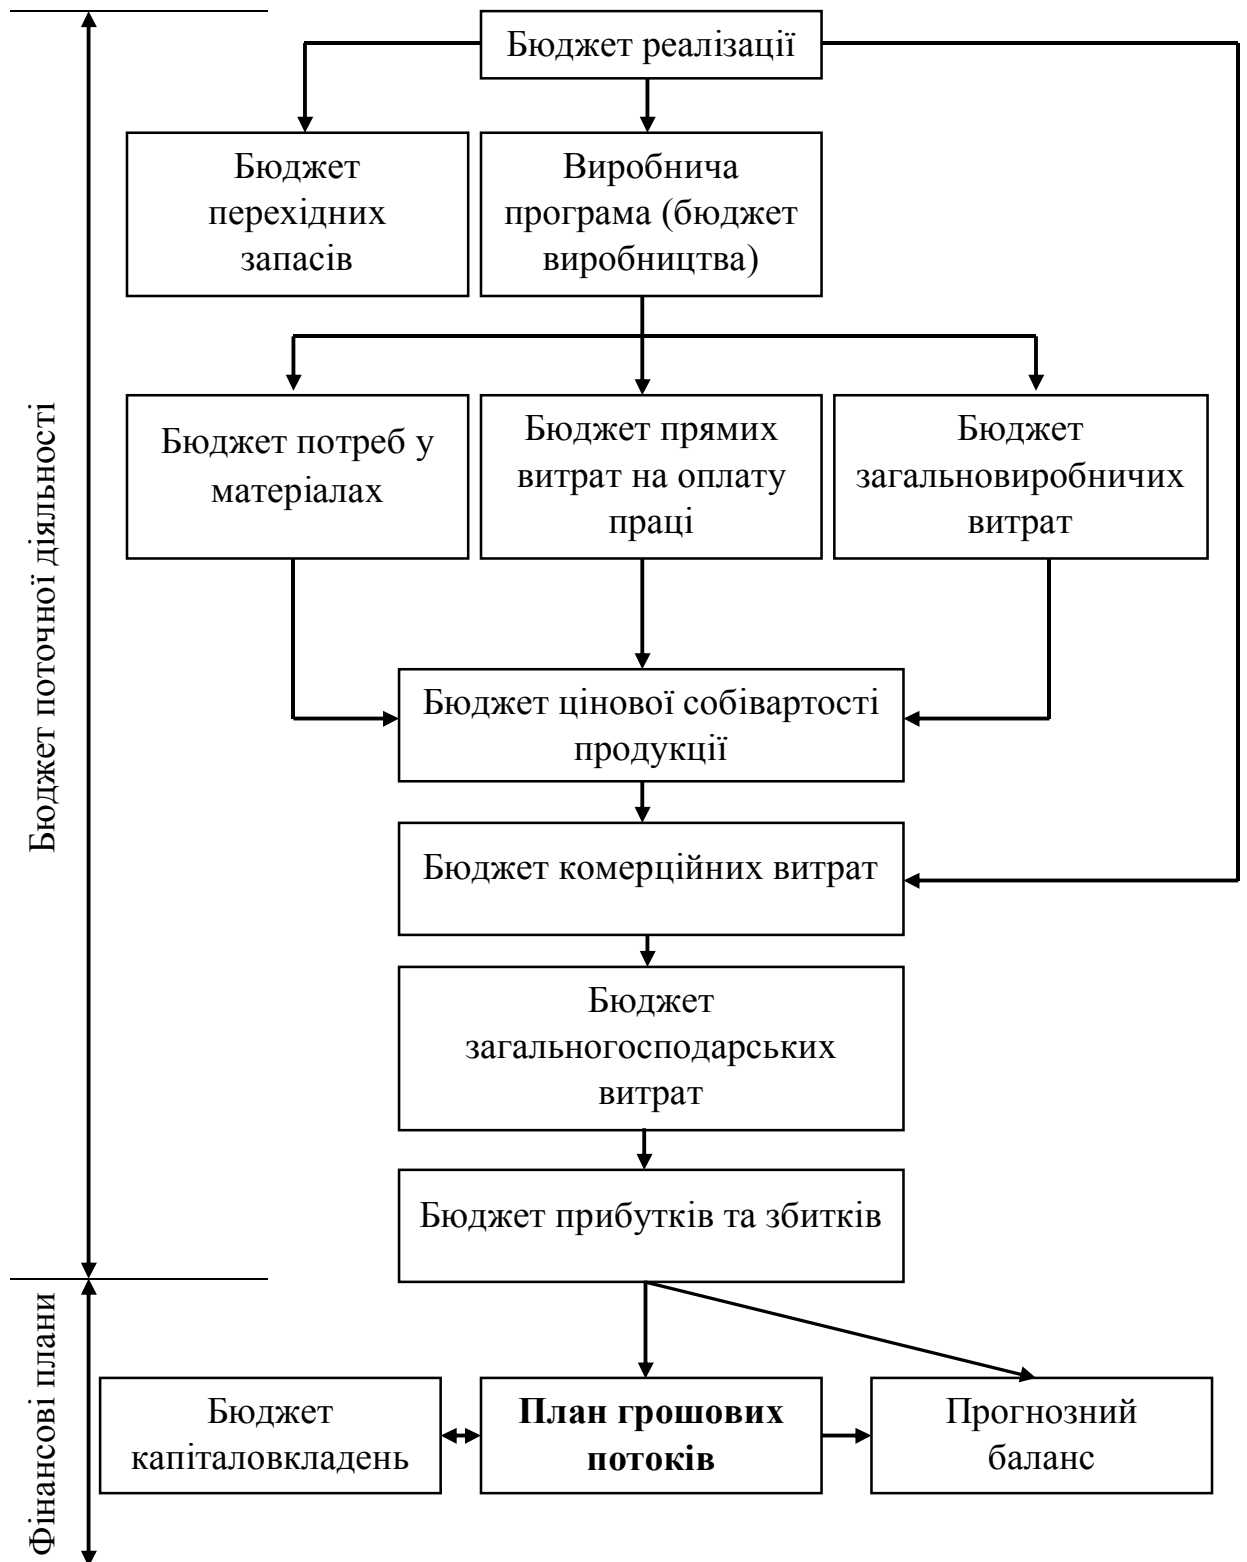 Бюджет реалізації
Бюджет
перехідних
запасів
Виробнича
програма (бюджет
виробництва)
Бюджет потреб у
матеріалах
Бюджет прямих
витрат на оплату
праці
Бюджет
загальновиробничих
витрат
Бюджет цінової собівартості
продукції
Бюджет комерційних витрат
Бюджет
загальногосподарських
витрат
Бюджет прибутків та збитків
Бюджет поточної діяльності
Бюджет
капіталовкладень
План грошових
потоків
Прогнозний
баланс
Фінансові плани